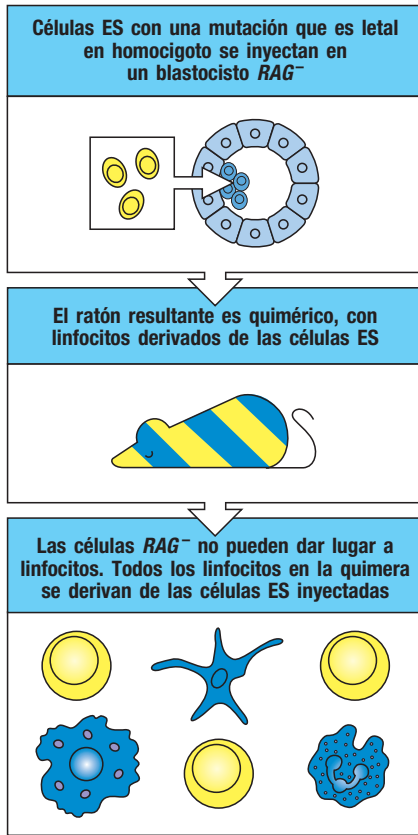 Células ES con una mutación que es letal
en homocigoto se inyectan en
un blastocisto RAG⁻
El ratón resultante es quimérico, con
linfocitos derivados de las células ES
Las células RAG⁻ no pueden dar lugar a
linfocitos. Todos los linfocitos en la quimera
se derivan de las células ES inyectadas